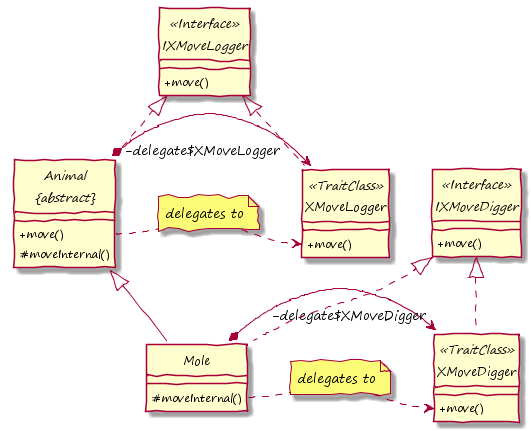 «Interface»
IXMoveLogger
+move()
-delegate$XMoveLogger
Animal
{abstract}
+move()
#moveInternal()
delegates to
«TraitClass»
XMoveLogger
+move()
«Interface»
IXMoveDigger
+move()
-delegate$XMoveDigger
Mole
#moveInternal()
delegates to
«TraitClass»
XMoveDigger
+move()